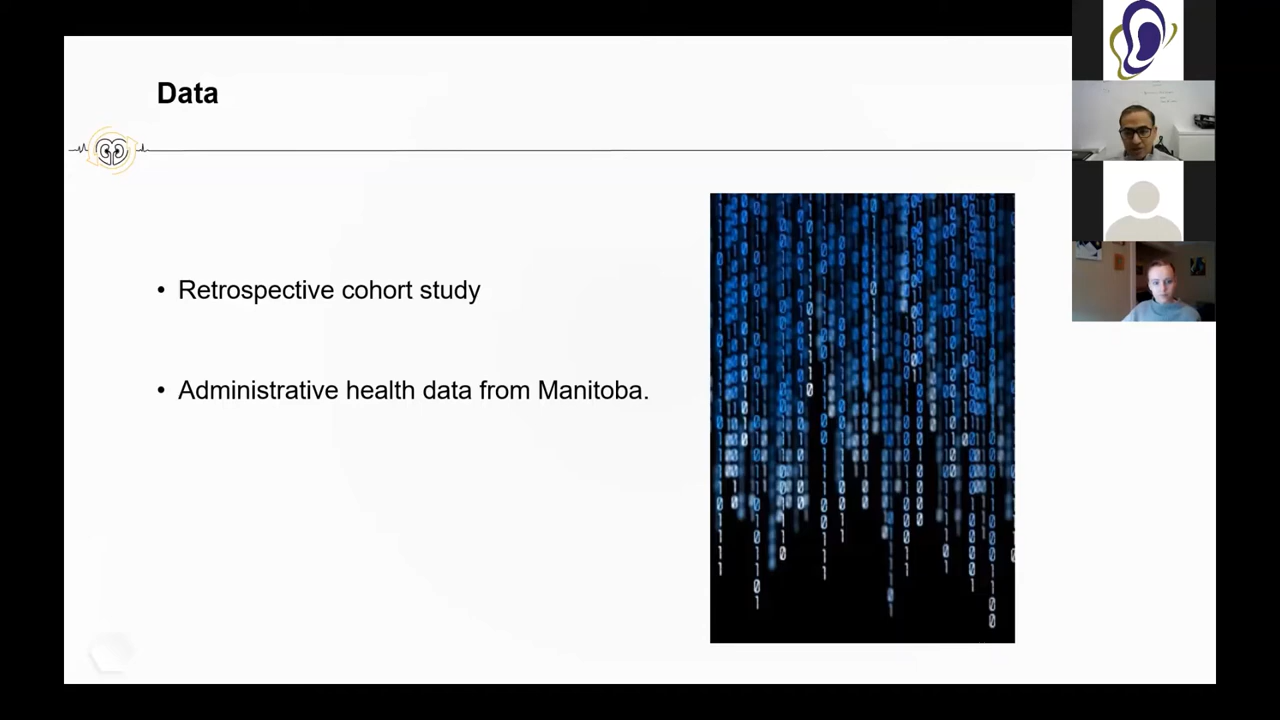 Data
• Retrospective cohort study
• Administrative health data from Manitoba.